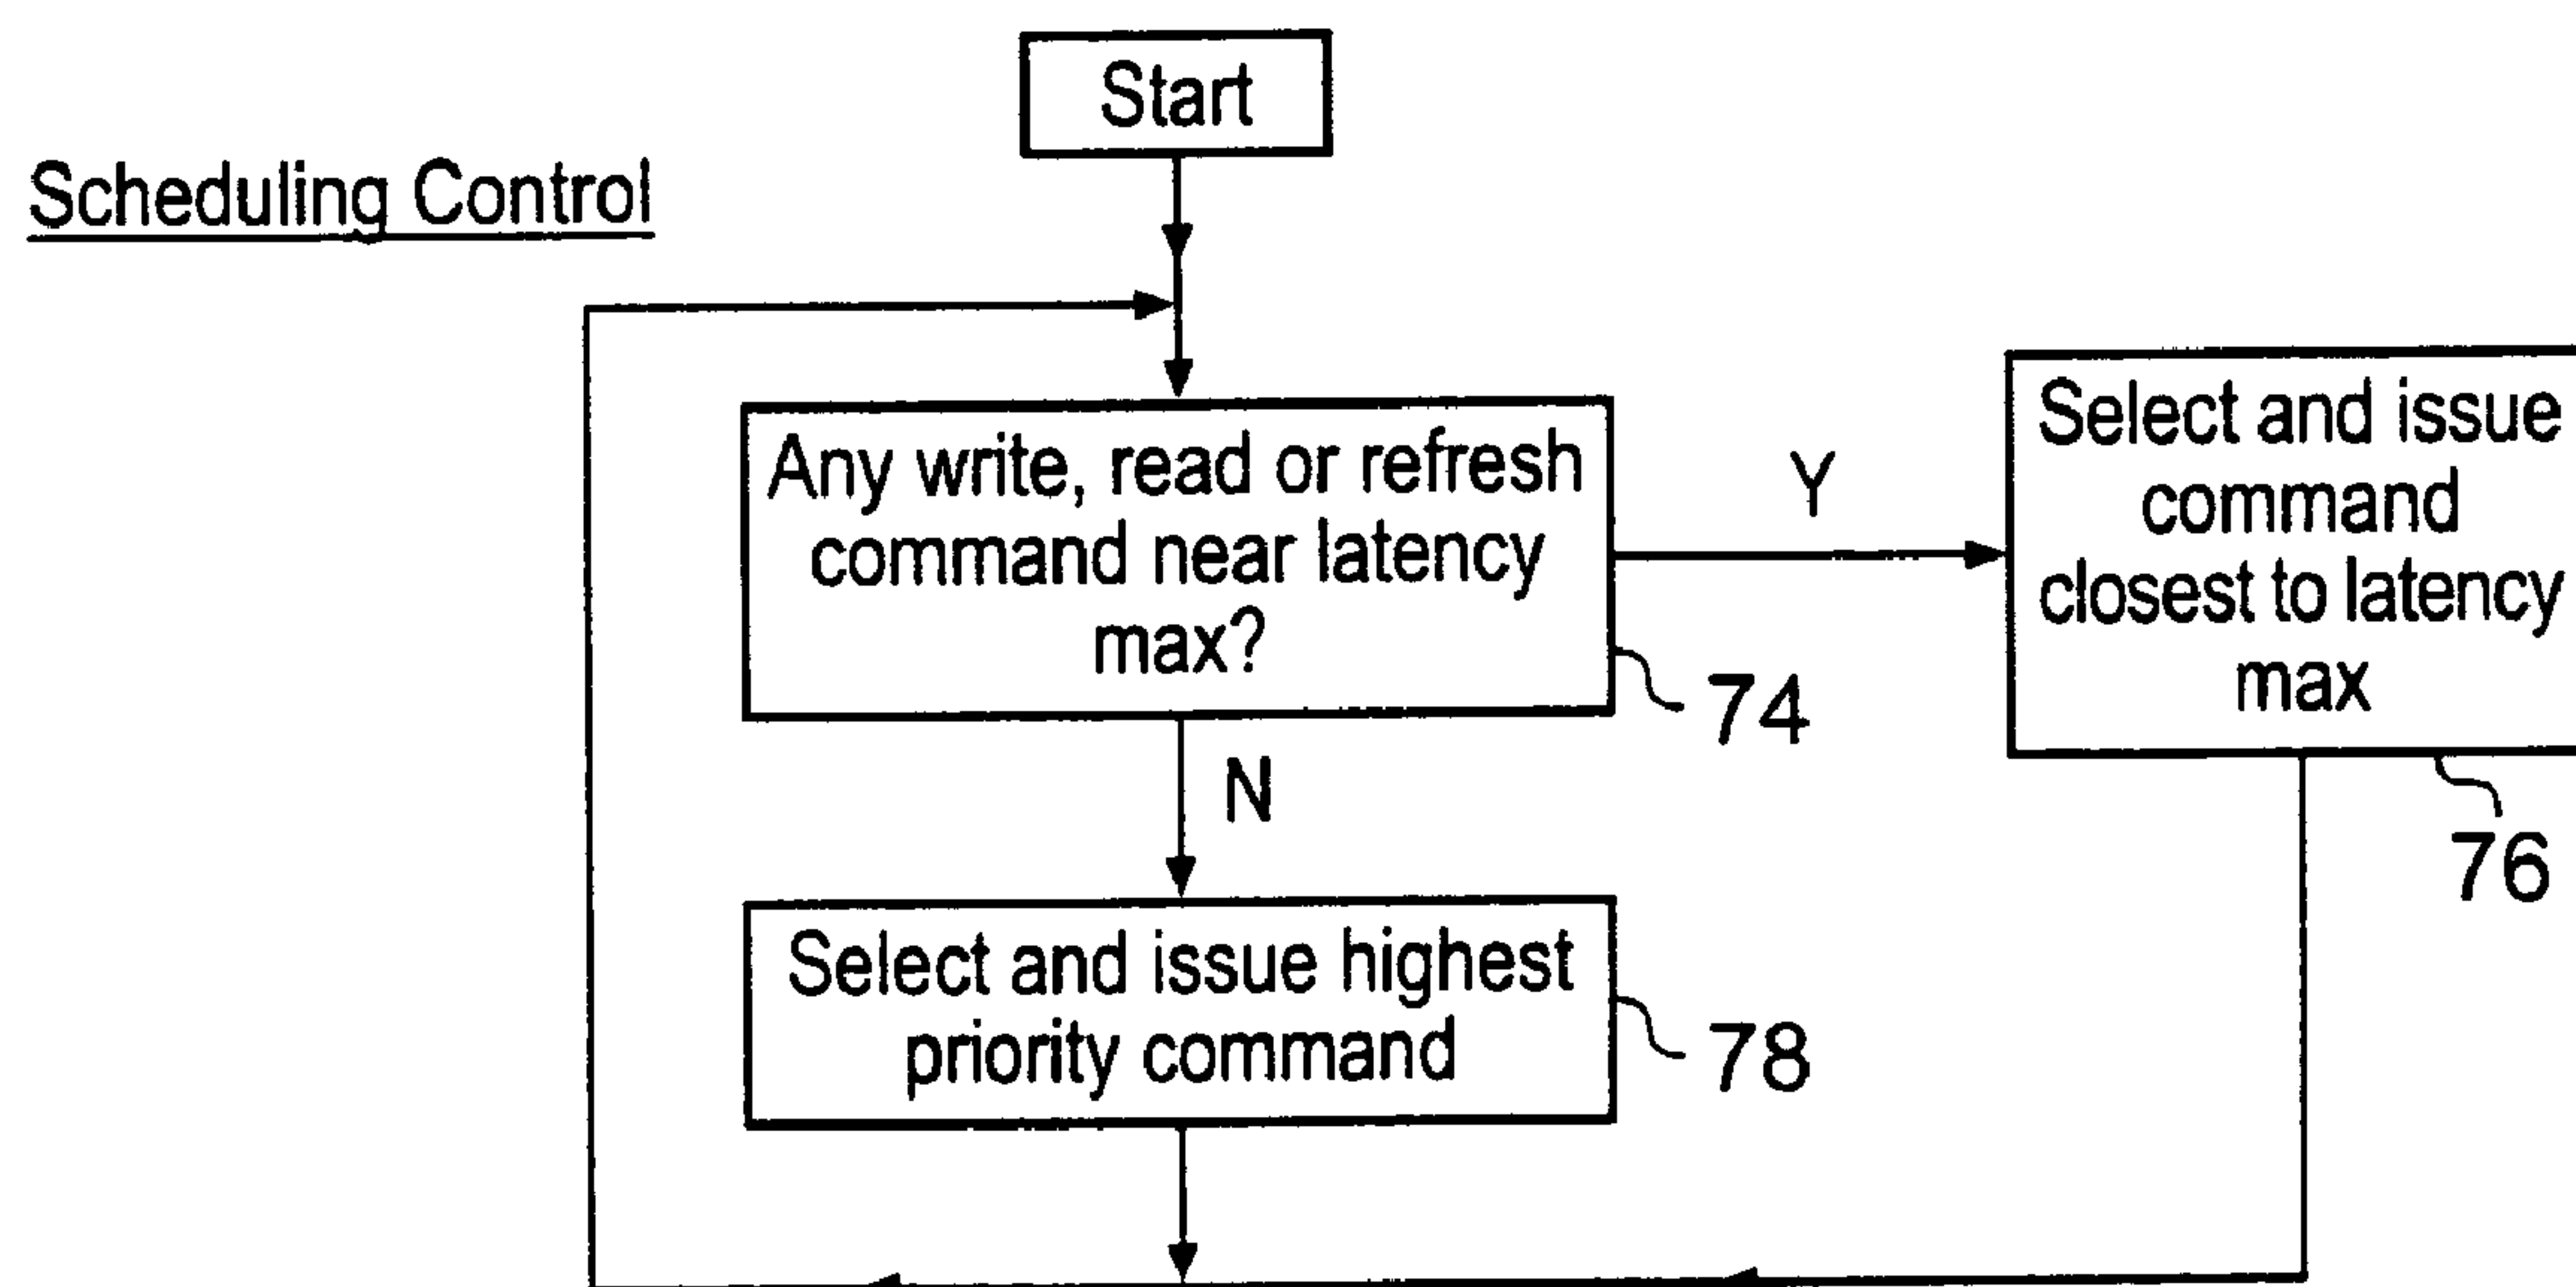 Start
Scheduling Control
Any write, read or refresh
command near latency
max?
74
Y
Select and issue
command
closest to latency
max
76
N
Select and issue highest
priority command
78